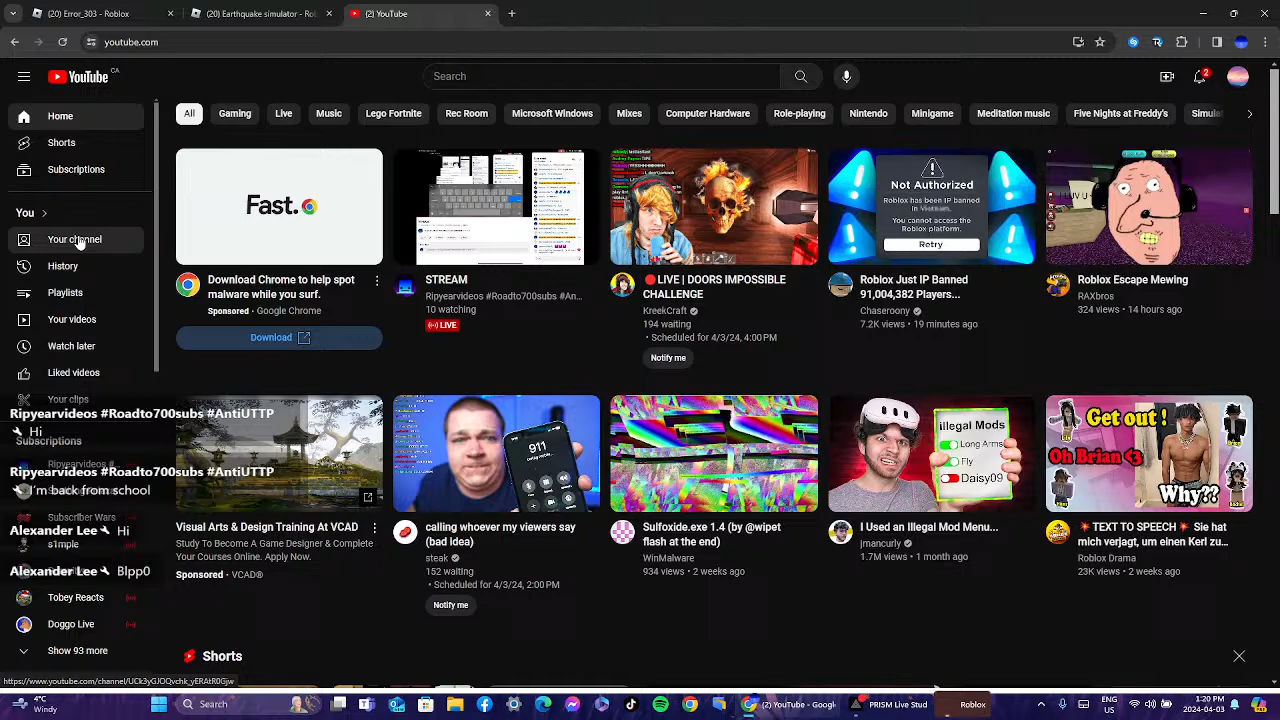 (20) Error_303 - Roblox
(20) Earthquake simulator - Rol
(2) YouTube
youtube.com
YouTube CA
Search
2
Home
Shorts
Subscriptions
You
Your channel
History
Playlists
Your videos
Watch later
Liked videos
Your clips
Subscriptions
Ripyearvideos #
Subscriber Wars
s1mple
Tobey Reacts
Doggo Live
Show 93 more
Ripyearvideos #Roadto700subs #AntiUTTP
Hi
Ripyearvideos #Roadto700subs #AntiUTTP
I'm back from school
Alexander Lee Hi
Alexander Lee Blpp0
All Gaming Live Music Lego Fortnite Rec Room Microsoft Windows Mixes Computer Hardware Role-playing Nintendo Minigame Meditation music Five Nights at Freddy's Simulat
Fast.
Download Chrome to help spot
malware while you surf.
Sponsored · Google Chrome
Download
STREAM
Ripyearvideos #Roadto700subs #An...
10 watching
LIVE
LIVE | DOORS IMPOSSIBLE
CHALLENGE
KreekCraft
194 waiting
• Scheduled for 4/3/24, 4:00 PM
Notify me
Not Authorized
Roblox has been IP banned
in Vietnam.
You cannot access the
Roblox platform.
Retry
Roblox Just IP Banned
91,004,382 Players...
Chaseroony
7.2K views • 19 minutes ago
Roblox Escape Mewing
RAXbros
324 views • 14 hours ago
Visual Arts & Design Training At VCAD
Study To Become A Game Designer & Complete
Your Courses Online. Apply Now.
Sponsored • VCAD®
911
calling whoever my viewers say
(bad Idea)
steak
152 waiting
• Scheduled for 4/3/24, 2:00 PM
Notify me
Sulfoxide.exe 1.4 (by @wipet
flash at the end)
WinMalware
934 views • 2 weeks ago
illegal Mods
Long Arms
Fly
Daisy09
I Used an Illegal Mod Menu...
jmancurly
1.7M views • 1 month ago
Get out !
Oh Brian<3
Why??
TEXT TO SPEECH Sie hat
mich verjagt, um einen Kerl zu...
Roblox Drama
23K views • 2 weeks ago
Shorts
4°C
Windy
Search
(2) YouTube - Googl
PRISM Live Stud
Roblox
ENG
US
1:20 PM
2024-04-03